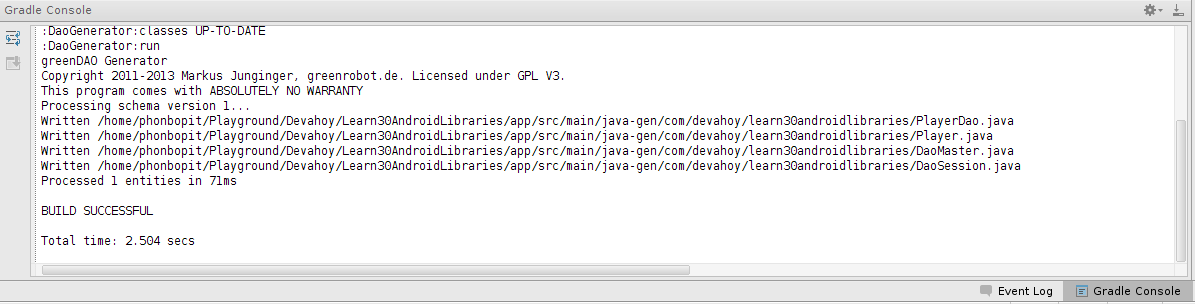 Gradle Console
:DaoGenerator:classes UP-TO-DATE
:DaoGenerator:run
greenDAO Generator
Copyright 2011-2013 Markus Junginger, greenrobot.de. Licensed under GPL V3.
This program comes with ABSOLUTELY NO WARRANTY
Processing schema version 1...
Written /home/phonbopit/Playground/Devahoy/Learn30AndroidLibraries/app/src/main/java-gen/com/devahoy/learn30androidlibraries/PlayerDao.java
Written /home/phonbopit/Playground/Devahoy/Learn30AndroidLibraries/app/src/main/java-gen/com/devahoy/learn30androidlibraries/Player.java
Written /home/phonbopit/Playground/Devahoy/Learn30AndroidLibraries/app/src/main/java-gen/com/devahoy/learn30androidlibraries/DaoMaster.java
Written /home/phonbopit/Playground/Devahoy/Learn30AndroidLibraries/app/src/main/java-gen/com/devahoy/learn30androidlibraries/DaoSession.java
Processed 1 entities in 71ms
BUILD SUCCESSFUL
Total time: 2.504 secs
Event Log
Gradle Console